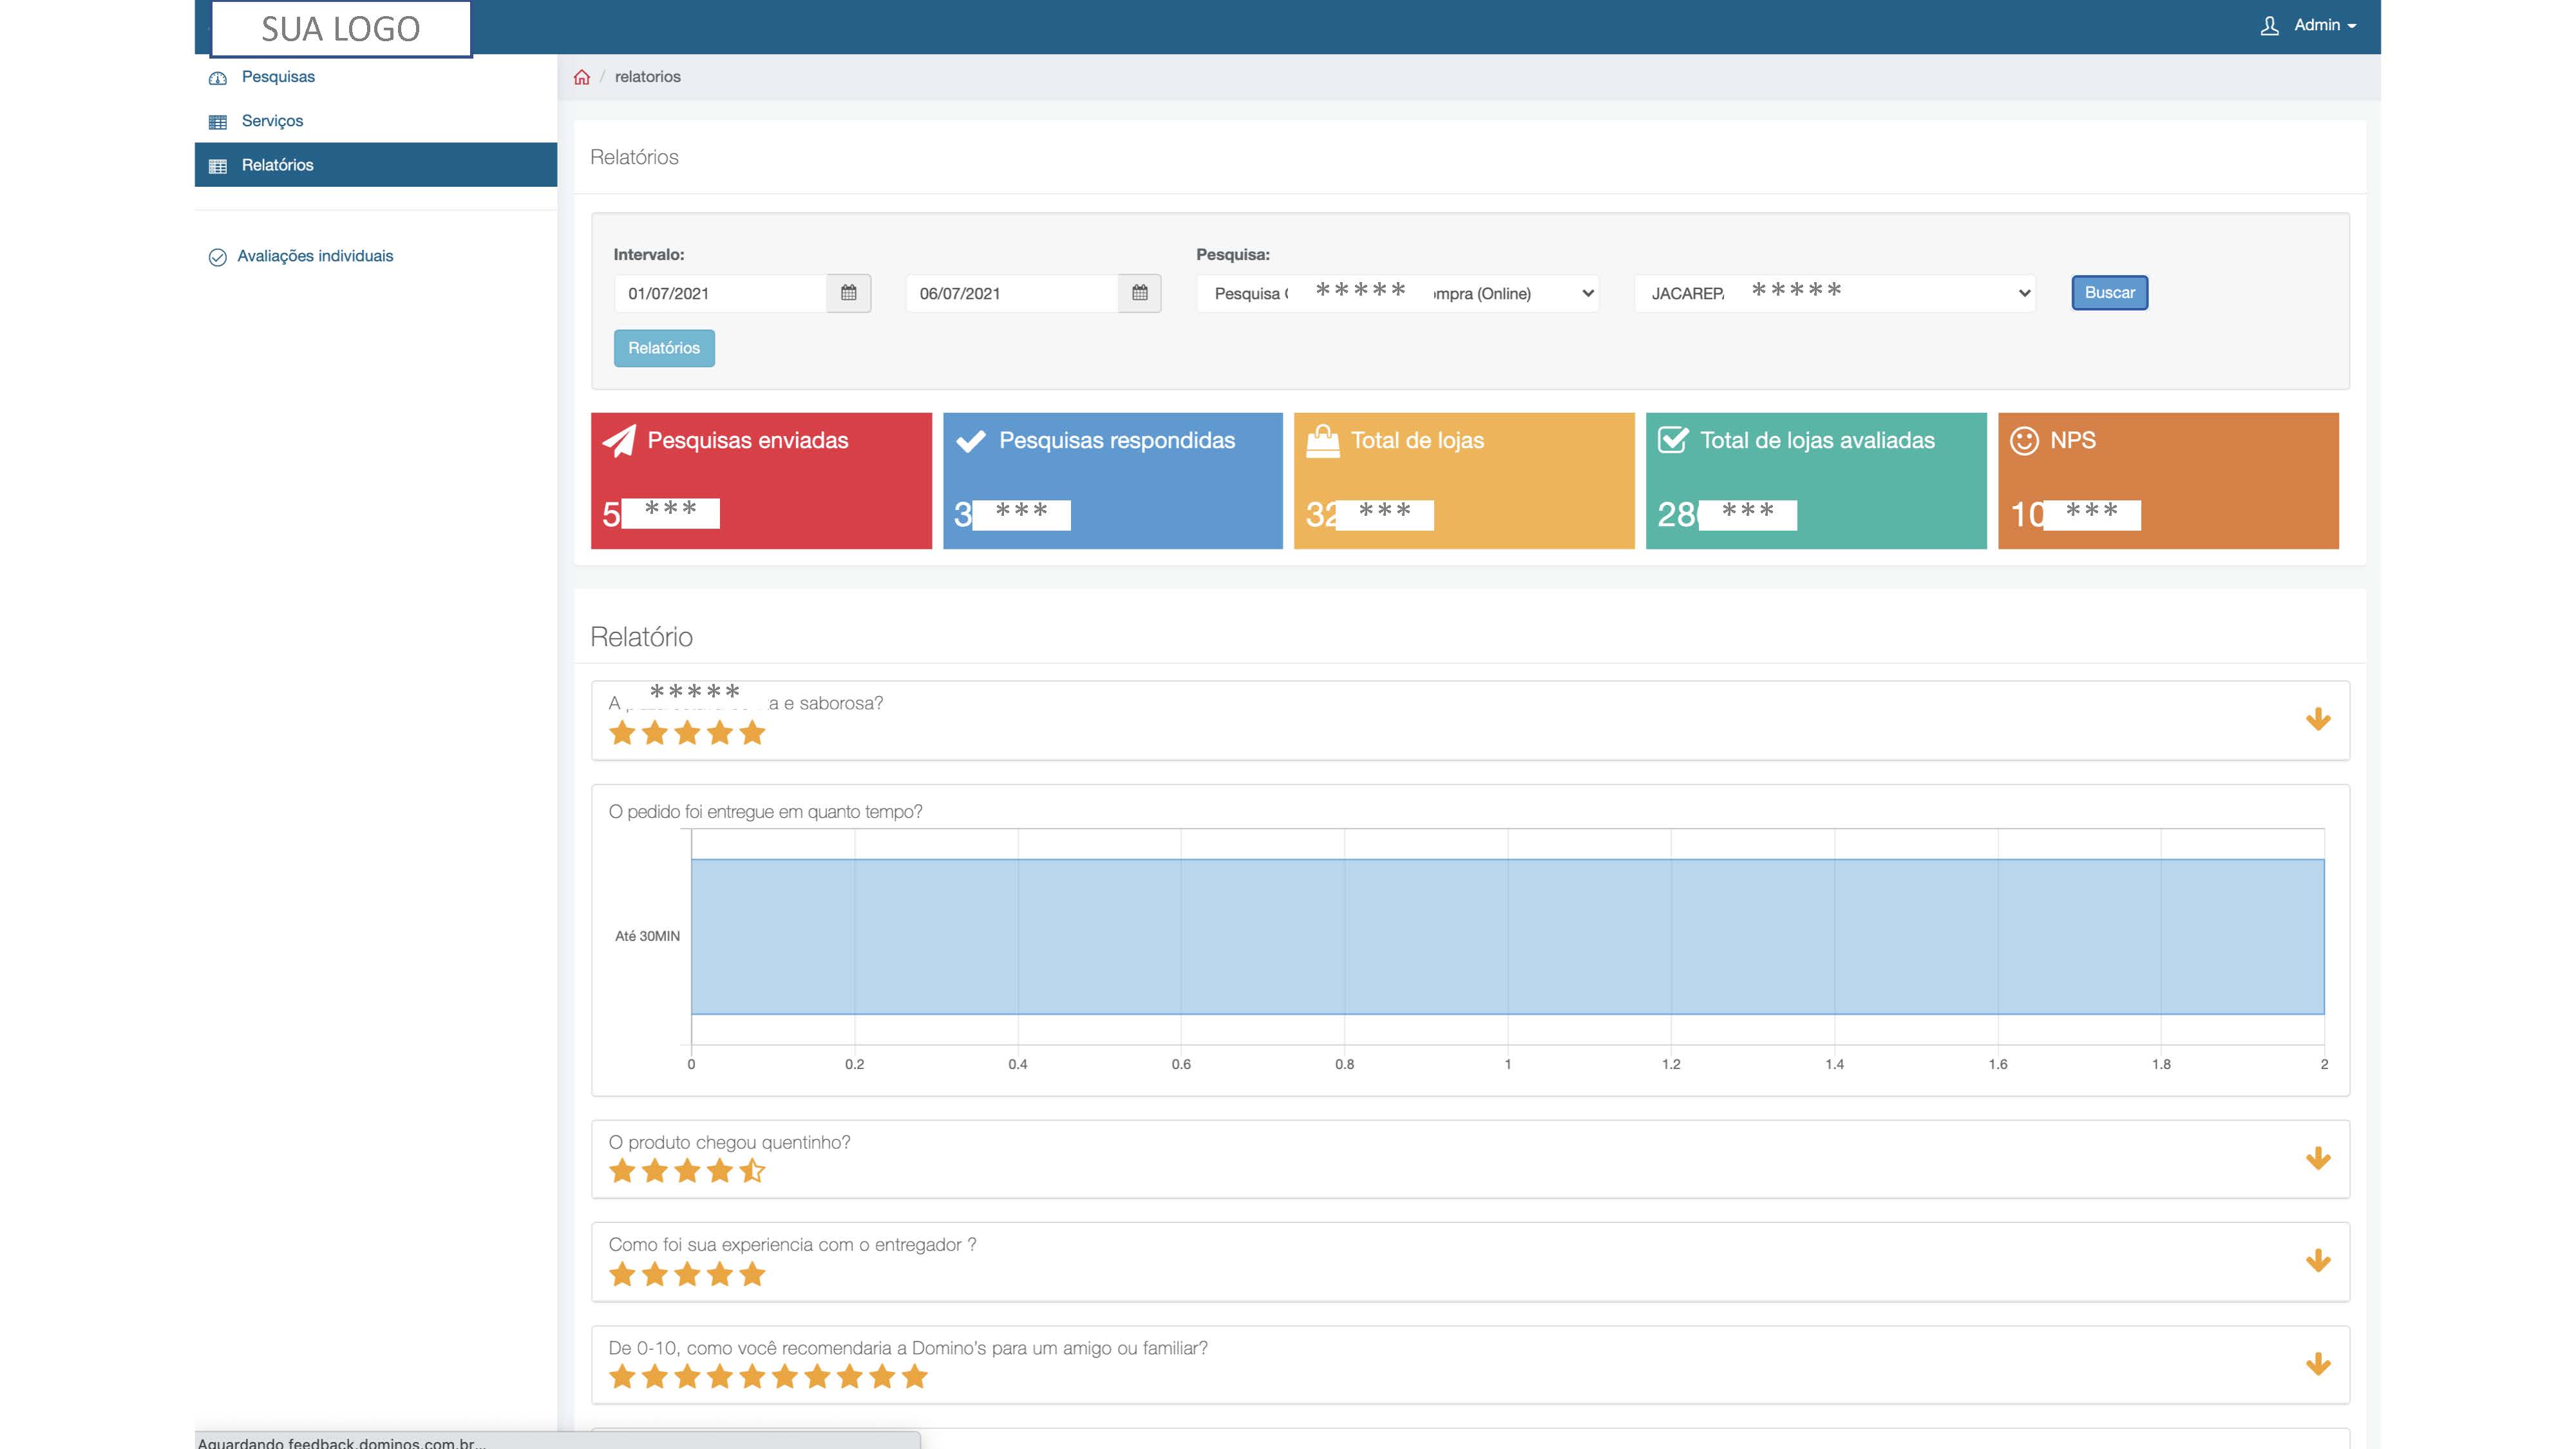 SUA LOGO
Admin
Pesquisas
relatorios
Serviços
Relatórios
Avaliações individuais
Relatórios
Intervalo:
Pesquisa:
01/07/2021
06/07/2021
Pesquisa ***** mpra (Online)
JACAREP *****
Buscar
Relatórios
Pesquisas enviadas
5 ***
Pesquisas respondidas
3 ***
Total de lojas
32 ***
Total de lojas avaliadas
28 ***
NPS
10 ***
Relatório
A ***** a e saborosa?
O pedido foi entregue em quanto tempo?
Até 30MIN
0 0.2 0.4 0.6 0.8 1 1.2 1.4 1.6 1.8 2
O produto chegou quentinho?
Como foi sua experiencia com o entregador ?
De 0-10, como você recomendaria a Domino's para um amigo ou familiar?
Aguardando feedback.dominos.com.br...